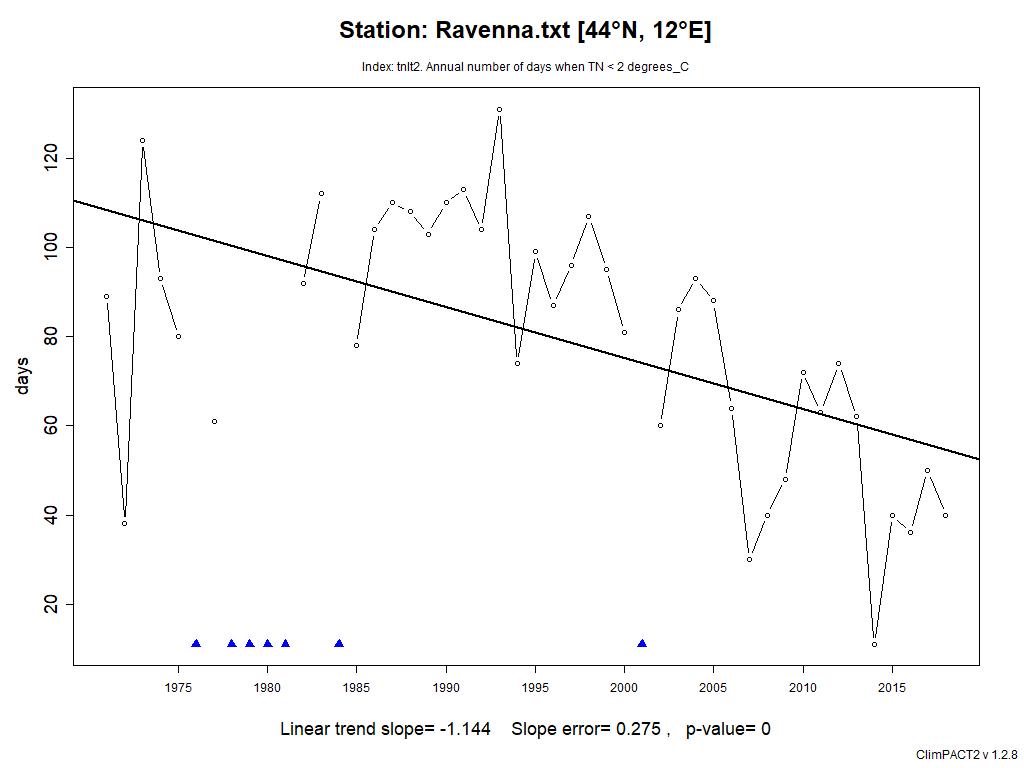 Station: Ravenna.txt [44°N, 12°E]
Index: tnlt2. Annual number of days when TN < 2 degrees_C
days
120
100
80
60
40
20
1975 1980 1985 1990 1995 2000 2005 2010 2015
Linear trend slope= -1.144 Slope error= 0.275 , p-value= 0
ClimPACT2 v 1.2.8